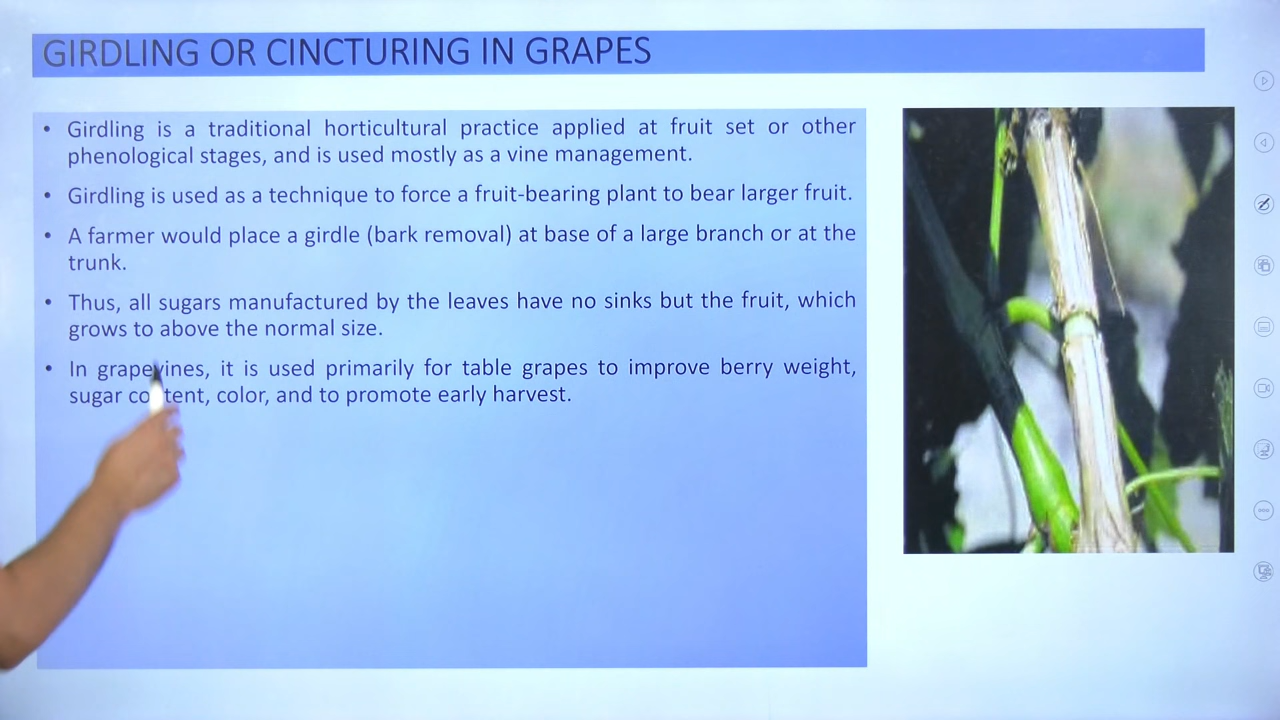 GIRDLING OR CINCTURING IN GRAPES
• Girdling is a traditional horticultural practice applied at fruit set or other
phenological stages, and is used mostly as a vine management.
• Girdling is used as a technique to force a fruit-bearing plant to bear larger fruit.
• A farmer would place a girdle (bark removal) at base of a large branch or at the
trunk.
• Thus, all sugars manufactured by the leaves have no sinks but the fruit, which
grows to above the normal size.
• In grapevines, it is used primarily for table grapes to improve berry weight,
sugar content, color, and to promote early harvest.